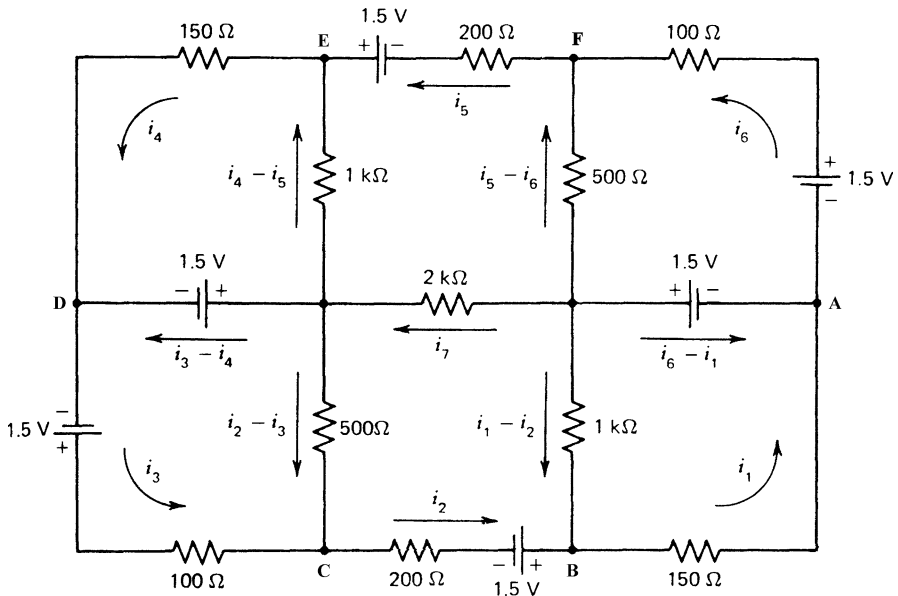 1.5 V
150 Ω
E
+
−
200 Ω
F
100 Ω
i₅
i₄
i₆
i₄ − i₅
1 kΩ
i₅ − i₆
500 Ω
+
1.5 V
−
1.5 V
2 kΩ
1.5 V
D
−
+
+
−
A
i₃ − i₄
i₇
i₆ − i₁
−
1.5 V
+
i₂ − i₃
500Ω
i₁ − i₂
1 kΩ
i₃
i₂
i₁
100 Ω
C
200 Ω
−
+
1.5 V
B
150 Ω